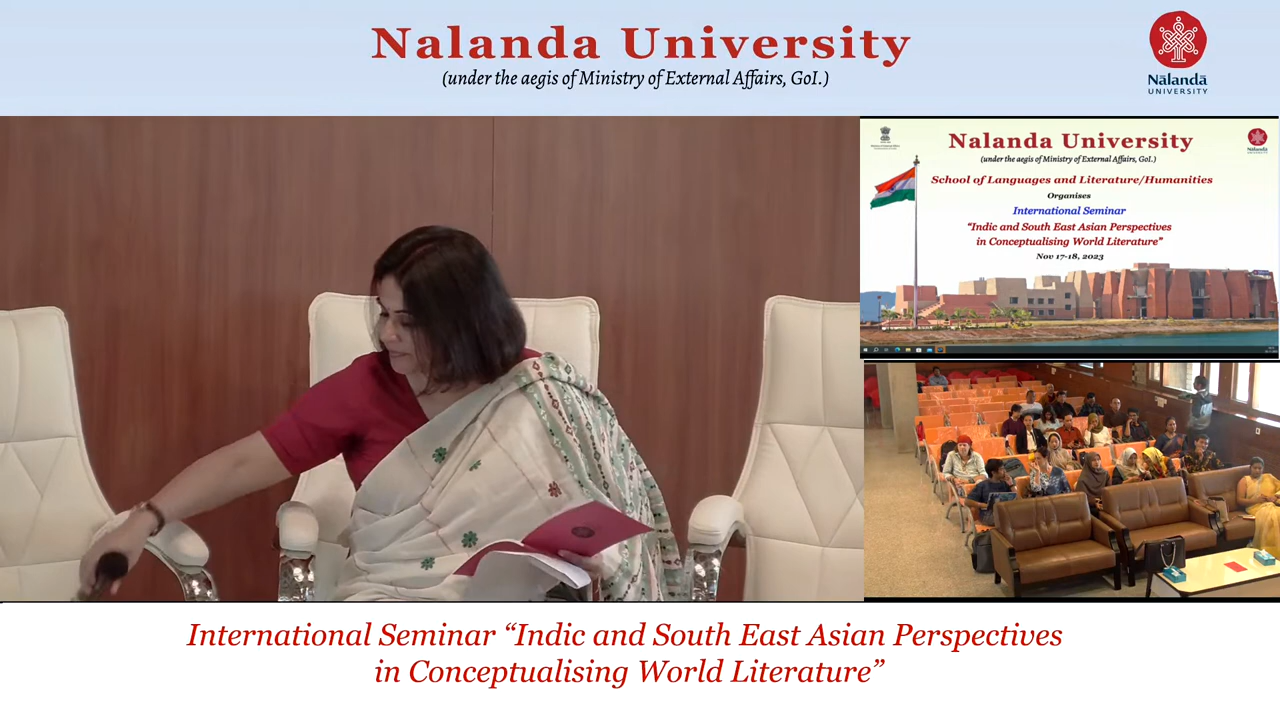 Nalanda University
(under the aegis of Ministry of External Affairs, GoI.)
Nālandā
UNIVERSITY
Nalanda University
(under the aegis of Ministry of External Affairs, GoI.)
School of Languages and Literature/Humanities
Organises
International Seminar
“Indic and South East Asian Perspectives
in Conceptualising World Literature”
Nov 17-18, 2023
International Seminar “Indic and South East Asian Perspectives
in Conceptualising World Literature”